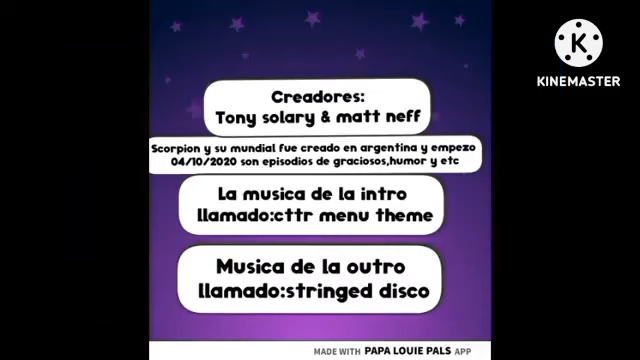 Creadores:
Tony solary & matt neff
Scorpion y su mundial fue creado en argentina y empezo
04/10/2020 son episodios de graciosos,humor y etc
La musica de la intro
llamado:cttr menu theme
Musica de la outro
llamado:stringed disco
MADE WITH PAPA LOUIE PALS APP
K
KINEMASTER